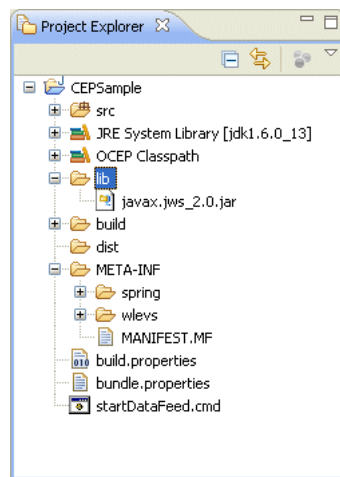 Project Explorer
CEPSample
src
JRE System Library [jdk1.6.0_13]
OCEP Classpath
lib
javax.jws_2.0.jar
build
dist
META-INF
spring
wlevs
MANIFEST.MF
build.properties
bundle.properties
startDataFeed.cmd